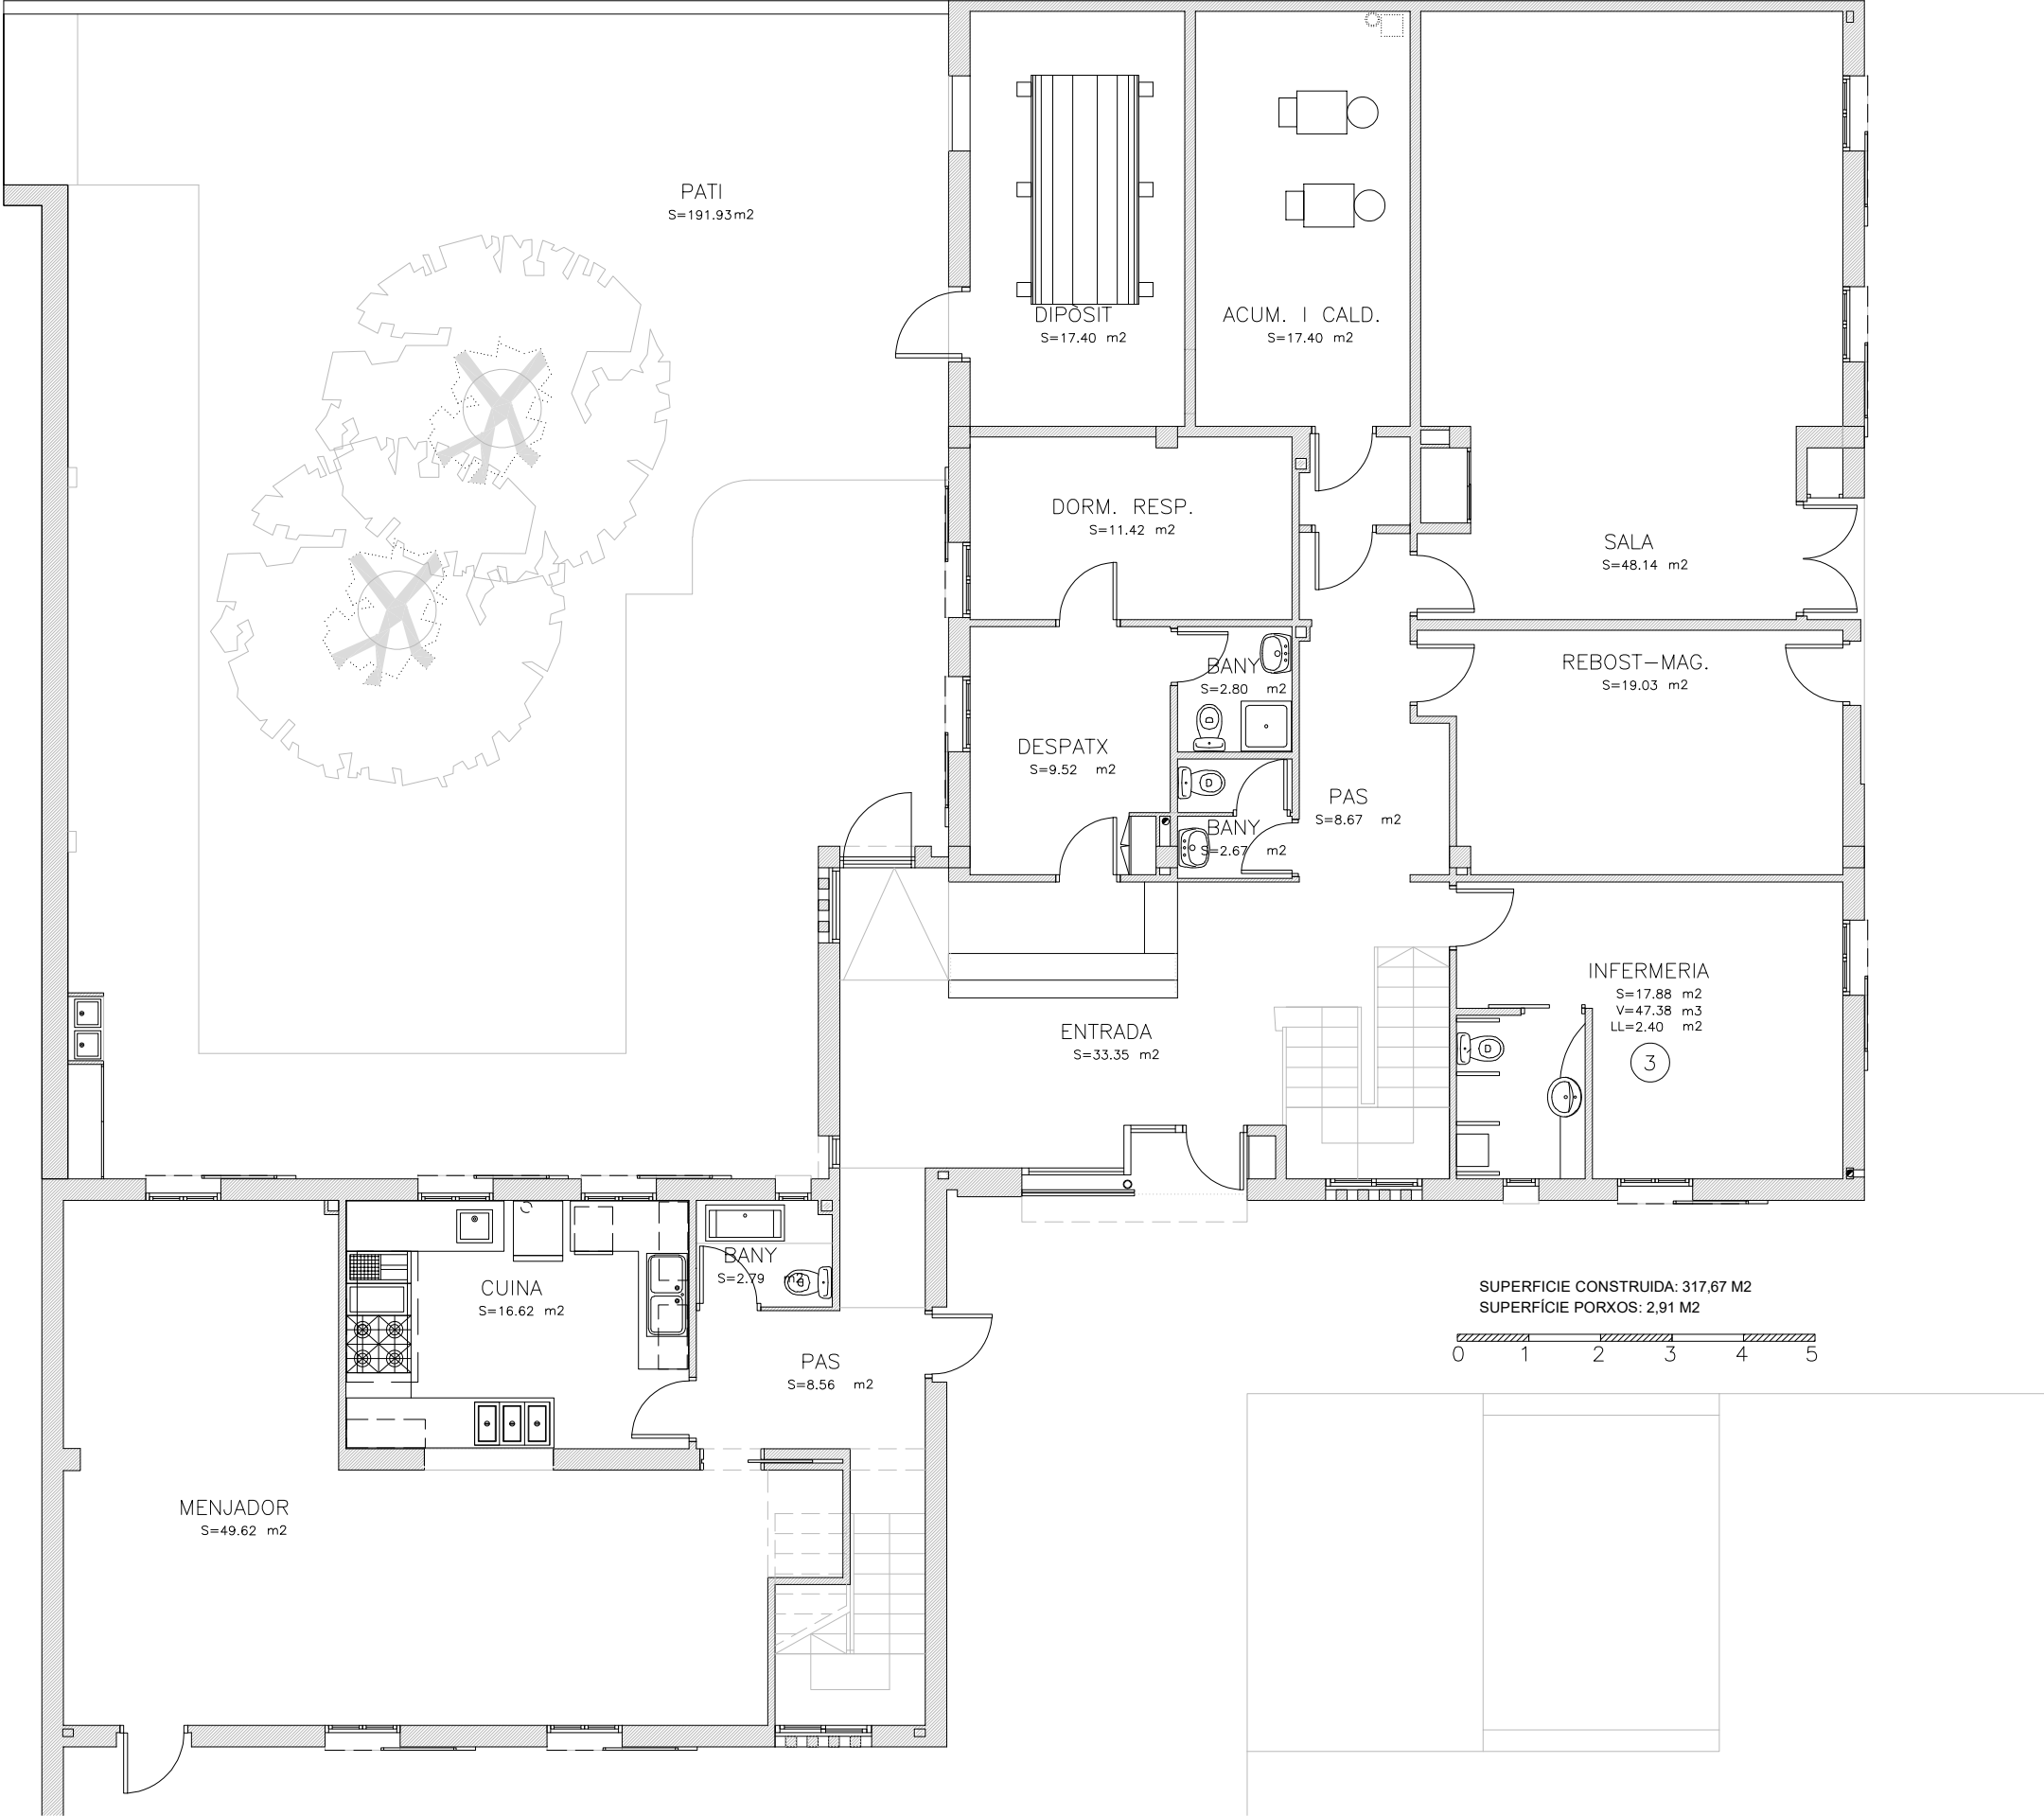 PATI
S=191.93m2
DIPÒSIT
S=17.40 m2
ACUM. I CALD.
S=17.40 m2
DORM. RESP.
S=11.42 m2
SALA
S=48.14 m2
BANY
S=2.80 m2
REBOST-MAG.
S=19.03 m2
DESPATX
S=9.52 m2
PAS
S=8.67 m2
BANY
S=2.67 m2
INFERMERIA
S=17.88 m2
V=47.38 m3
LL=2.40 m2
3
ENTRADA
S=33.35 m2
BANY
S=2.79 m2
CUINA
S=16.62 m2
SUPERFICIE CONSTRUIDA: 317,67 M2
SUPERFÍCIE PORXOS: 2,91 M2
0 1 2 3 4 5
PAS
S=8.56 m2
MENJADOR
S=49.62 m2